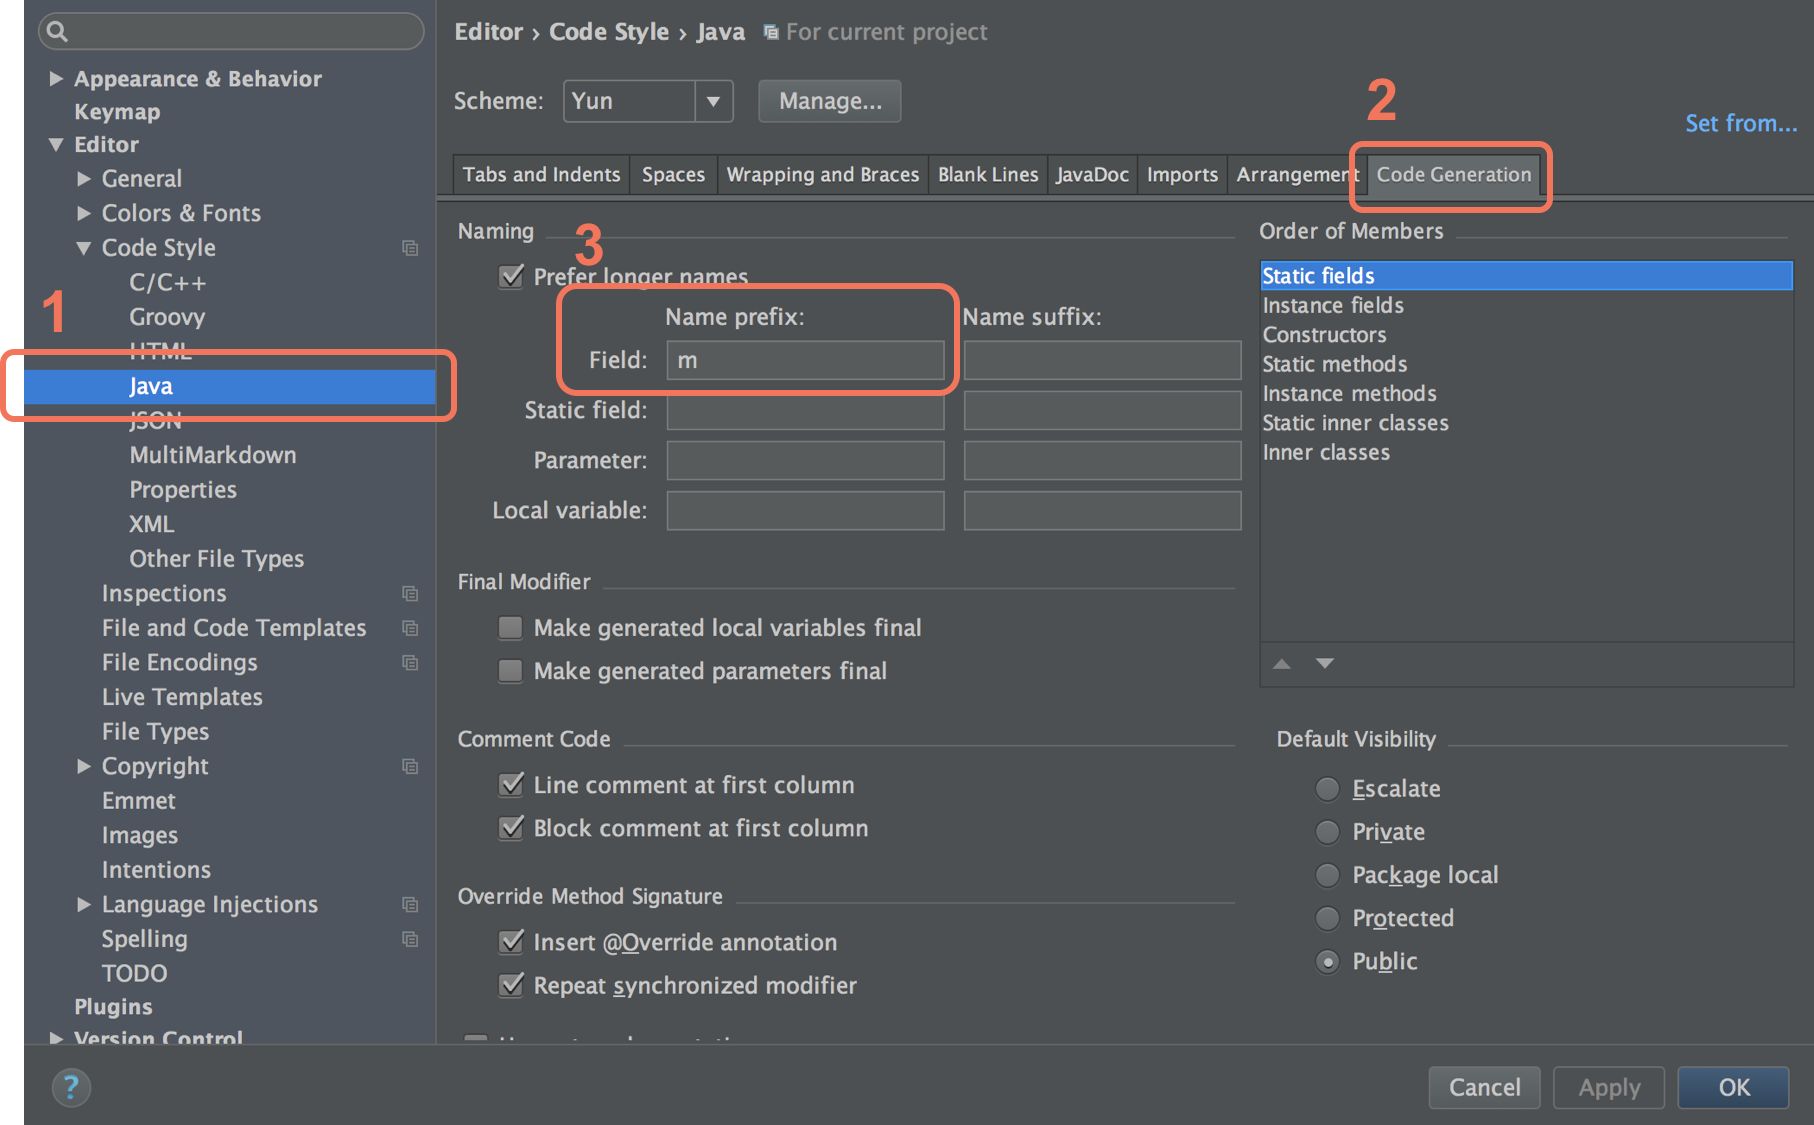 Appearance & Behavior
Keymap
Editor
General
Colors & Fonts
Code Style
C/C++
1
Groovy
HTML
Java
JSON
MultiMarkdown
Properties
XML
Other File Types
Inspections
File and Code Templates
File Encodings
Live Templates
File Types
Copyright
Emmet
Images
Intentions
Language Injections
Spelling
TODO
Plugins
Version Control
Editor › Code Style › Java For current project
Scheme: Yun Manage...
2
Set from...
Tabs and Indents Spaces Wrapping and Braces Blank Lines JavaDoc Imports Arrangement Code Generation
Naming
3
Prefer longer names
Name prefix: Name suffix:
Field: m
Static field:
Parameter:
Local variable:
Final Modifier
Make generated local variables final
Make generated parameters final
Comment Code
Line comment at first column
Block comment at first column
Override Method Signature
Insert @Override annotation
Repeat synchronized modifier
Order of Members
Static fields
Instance fields
Constructors
Static methods
Instance methods
Static inner classes
Inner classes
Default Visibility
Escalate
Private
Package local
Protected
Public
?
Cancel Apply OK